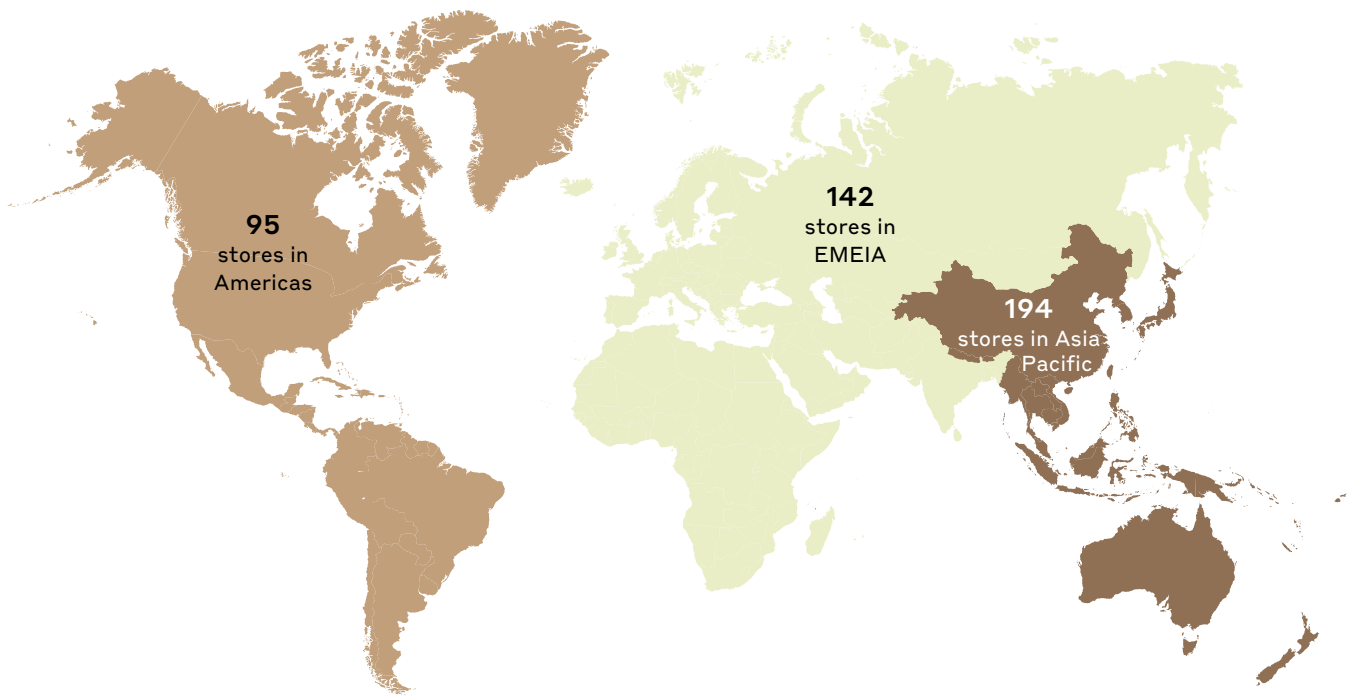 95
stores in
Americas
142
stores in
EMEIA
194
stores in Asia
Pacific